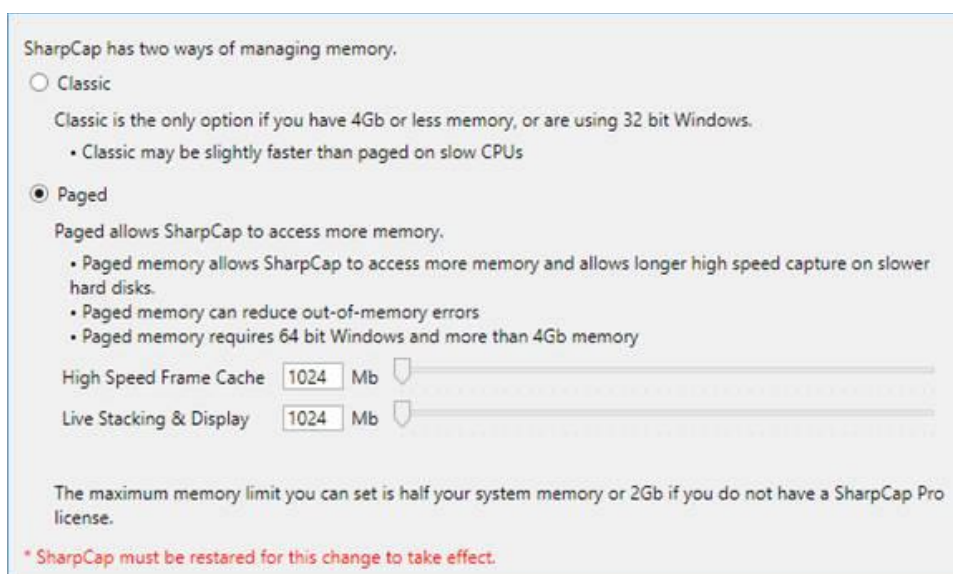 SharpCap has two ways of managing memory.
Classic
Classic is the only option if you have 4Gb or less memory, or are using 32 bit Windows.
• Classic may be slightly faster than paged on slow CPUs
Paged
Paged allows SharpCap to access more memory.
• Paged memory allows SharpCap to access more memory and allows longer high speed capture on slower
hard disks.
• Paged memory can reduce out-of-memory errors
• Paged memory requires 64 bit Windows and more than 4Gb memory
High Speed Frame Cache 1024 Mb
Live Stacking & Display 1024 Mb
The maximum memory limit you can set is half your system memory or 2Gb if you do not have a SharpCap Pro
license.
* SharpCap must be restared for this change to take effect.